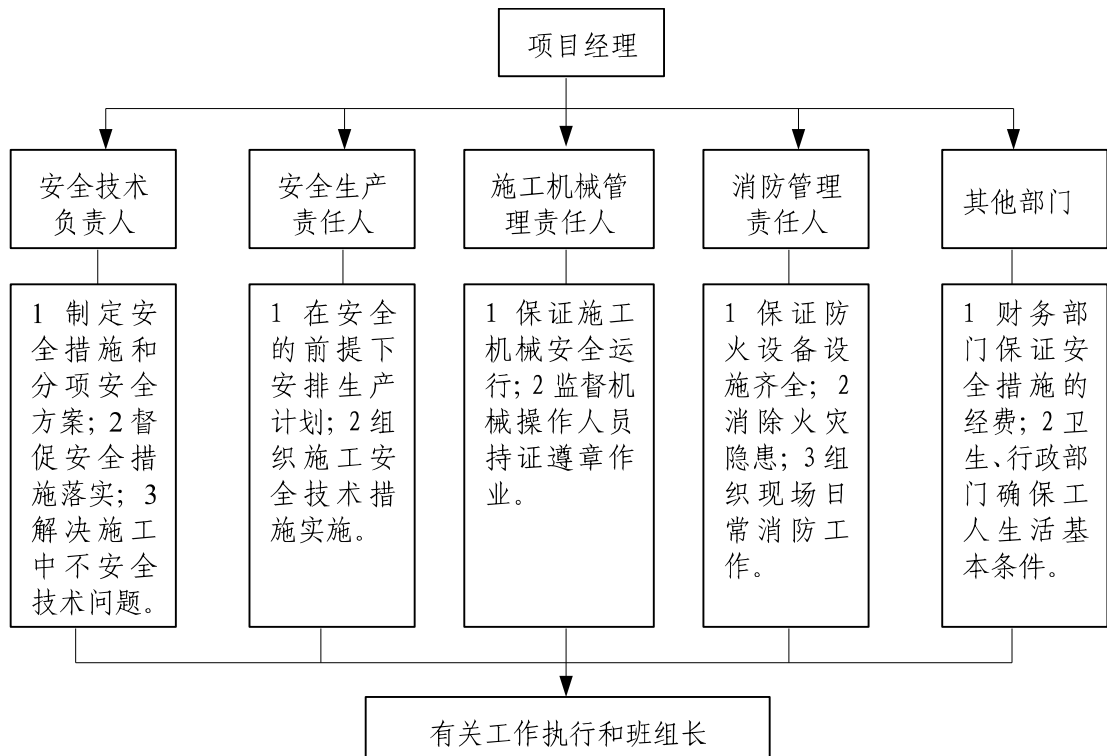 项目经理
安全技术
负责人
安全生产
责任人
施工机械管
理责任人
消防管理
责任人
其他部门
1 制定安
全措施和
分项安全
方案; 2 督
促安全措
施落实; 3
解决施工
中不安全
技术问题。
1 在安全
的前提下
安排生产
计划; 2 组
织施工安
全技术措
施实施。
1 保证施工
机械安全运
行; 2 监督机
械操作人员
持证遵章作
业。
1 保证防
火设备设
施齐全; 2
消除火灾
隐患; 3 组
织现场日
常消防工
作。
1 财务部
门保证安
全措施的
经费; 2 卫
生、行政部
门确保工
人生活基
本条件。
有关工作执行和班组长